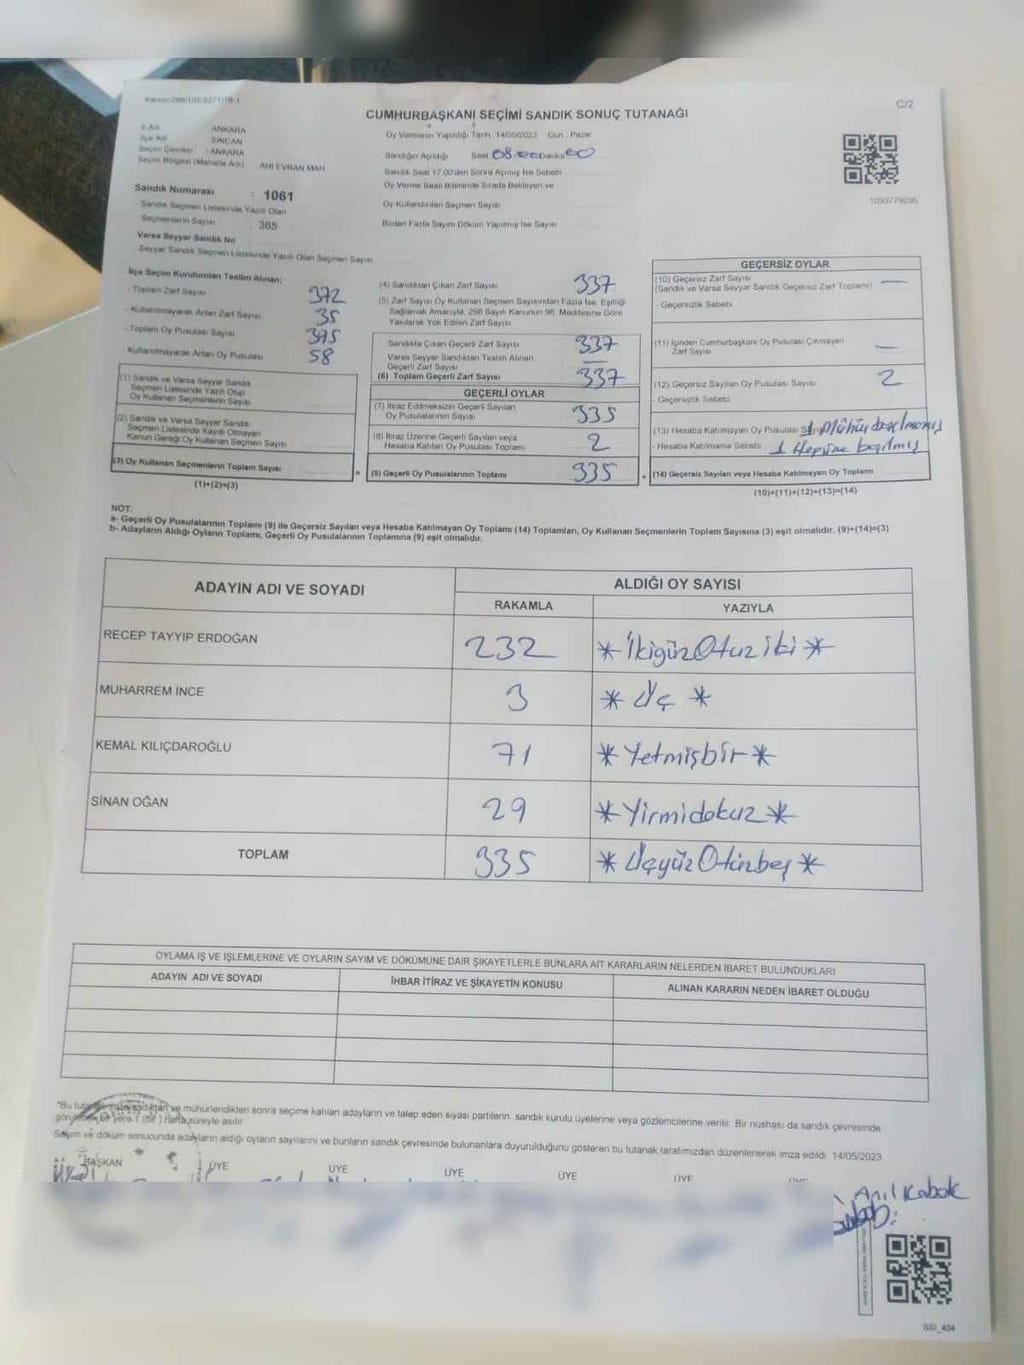 Kanun:298/105;6271/19-1
C/2
CUMHURBAŞKANI SEÇİMİ SANDIK SONUÇ TUTANAĞI
İl Adı ANKARA
İlçe Adı SİNCAN
Seçim Çevresi ANKARA
Seçim Bölgesi (Mahalle Adı) AHİ EVRAN MAH
Sandık Numarası : 1061
- Sandık Seçmen Listesinde Yazılı Olan
Seçmenlerin Sayısı : 365
Varsa Seyyar Sandık No
- Seyyar Sandık Seçmen Listesinde Yazılı Olan Seçmen Sayısı
Oy Vermenin Yapıldığı Tarih :14/05/2023 Gün : Pazar
Sandığın Açıldığı Saat 08.00 Dakika 00
Sandık Saat 17.00'den Sonra Açılmış İse Sebebi
Oy Verme Saati Bitiminde Sırada Bekleyen ve
Oy Kullandırılan Seçmen Sayısı
Birden Fazla Sayım Döküm Yapılmış İse Sayısı
1093779295
İlçe Seçim Kurulundan Teslim Alınan;
- Toplam Zarf Sayısı 372
- Kullanılmayarak Artan Zarf Sayısı 35
- Toplam Oy Pusulası Sayısı 395
- Kullanılmayarak Artan Oy Pusulası 58
(1) Sandık ve Varsa Seyyar Sandık
Seçmen Listesinde Yazılı Olup
Oy Kullanan Seçmenlerin Sayısı
(2) Sandık ve Varsa Seyyar Sandık
Seçmen Listesinde Kayıtlı Olmayan
Kanun Gereği Oy Kullanan Seçmen Sayısı
(3) Oy Kullanan Seçmenlerin Toplam Sayısı
(1)+(2)=(3)
(4) Sandıktan Çıkan Zarf Sayısı 337
(5) Zarf Sayısı Oy Kullanan Seçmen Sayısından Fazla İse, Eşitliği
Sağlamak Amacıyla, 298 Sayılı Kanunun 98. Maddesine Göre
Yakılarak Yok Edilen Zarf Sayısı
Sandıkta Çıkan Geçerli Zarf Sayısı 337
Varsa Seyyar Sandıktan Teslim Alınan
Geçerli Zarf Sayısı —
(6) Toplam Geçerli Zarf Sayısı 337
GEÇERLİ OYLAR
(7) İtiraz Edilmeksizin Geçerli Sayılan
Oy Pusulalarının Sayısı 335
(8) İtiraz Üzerine Geçerli Sayılan veya
Hesaba Katılan Oy Pusulası Toplamı 2
= (9) Geçerli Oy Pusulalarının Toplamı 335
GEÇERSİZ OYLAR
(10) Geçersiz Zarf Sayısı —
(Sandık ve Varsa Seyyar Sandık Geçersiz Zarf Toplamı)
- Geçersizlik Sebebi
(11) İçinden Cumhurbaşkanı Oy Pusulası Çıkmayan
Zarf Sayısı —
(12) Geçersiz Sayılan Oy Pusulası Sayısı 2
- Geçersizlik Sebebi
(13) Hesaba Katılmayan Oy Pusulası 1 Mühür basılmamış
- Hesaba Katılmama Sebebi 1 Hepsine basılmış
+ (14) Geçersiz Sayılan veya Hesaba Katılmayan Oy Toplamı
(10)+(11)+(12)+(13)=(14)
NOT:
a- Geçerli Oy Pusulalarının Toplamı (9) ile Geçersiz Sayılan veya Hesaba Katılmayan Oy Toplamı (14) Toplamları, Oy Kullanan Seçmenlerin Toplam Sayısına (3) eşit olmalıdır. (9)+(14)=(3)
b- Adayların Aldığı Oyların Toplamı, Geçerli Oy Pusulalarının Toplamına (9) eşit olmalıdır.
ADAYIN ADI VE SOYADI
ALDIĞI OY SAYISI
RAKAMLA YAZIYLA
RECEP TAYYİP ERDOĞAN 232 * İkiyüzOtuziki *
MUHARREM İNCE 3 * Üç *
KEMAL KILIÇDAROĞLU 71 * Yetmişbir *
SİNAN OĞAN 29 * Yirmidokuz *
TOPLAM 335 * ÜçyüzOtuzbeş *
OYLAMA İŞ VE İŞLEMLERİNE VE OYLARIN SAYIM VE DÖKÜMÜNE DAİR ŞİKAYETLERLE BUNLARA AİT KARARLARIN NELERDEN İBARET BULUNDUKLARI
ADAYIN ADI VE SOYADI İHBAR İTİRAZ VE ŞİKAYETİN KONUSU ALINAN KARARIN NEDEN İBARET OLDUĞU
*Bu mühürlendikten sonra seçime katılan adayların ve talep eden siyasi partilerin sandık kurulu üyelerine veya gözlemcilerine verilir. Bir nüshası da sandık çevresinde
görülebilecek bir yere 1 (bir) hafta süreyle asılır.
Sayım ve döküm sonucunda adayların aldığı oyların sayılarını ve bunların sandık çevresinde bulunanlara duyurulduğunu gösteren bu tutanak tarafımızdan düzenlenerek imza edildi. 14/05/2023
BAŞKAN ÜYE ÜYE ÜYE ÜYE ÜYE
Anıl Kabak
SSI_404